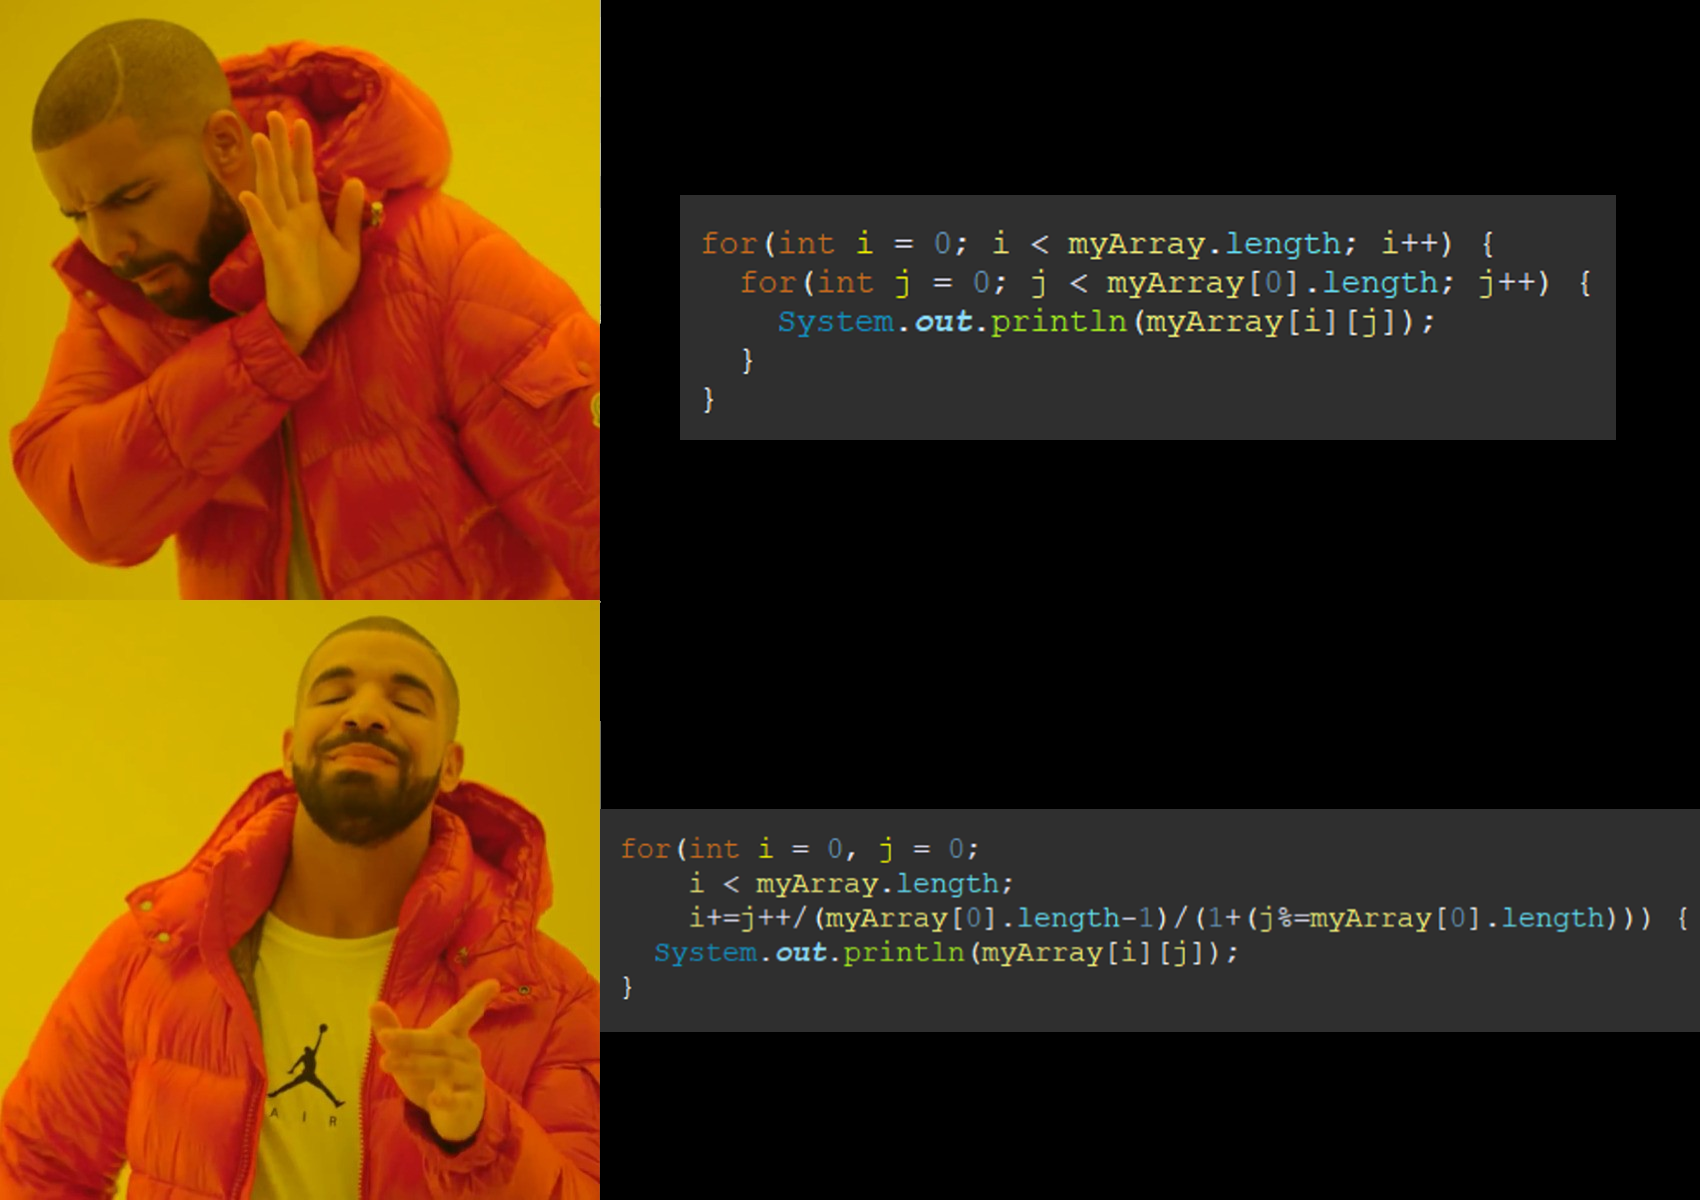 for(int i = 0; i < myArray.length; i++) {
  for(int j = 0; j < myArray[0].length; j++) {
    System.out.println(myArray[i][j]);
  }
}
for(int i = 0, j = 0;
    i < myArray.length;
    i+=j++/(myArray[0].length-1)/(1+(j%=myArray[0].length))) {
  System.out.println(myArray[i][j]);
}
AIR